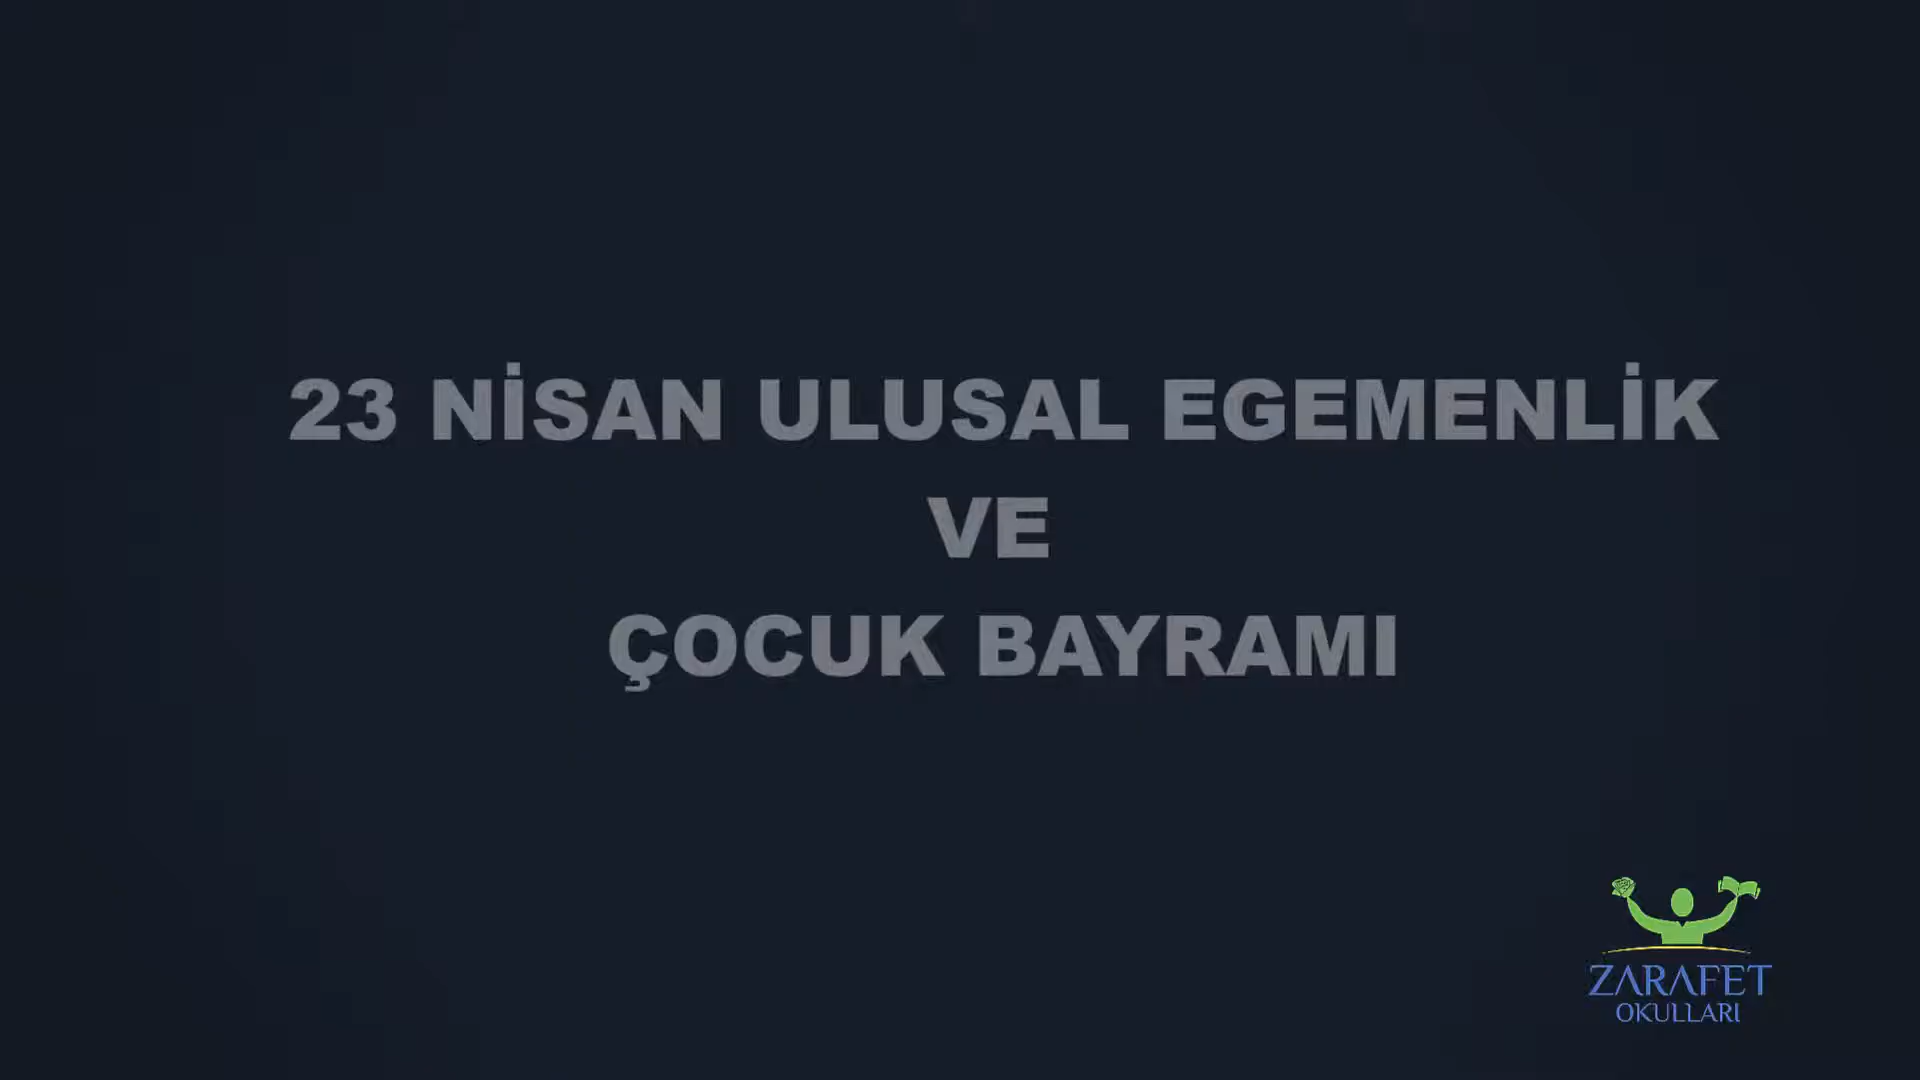 23 NİSAN ULUSAL EGEMENLİK
VE
ÇOCUK BAYRAMI
ZARAFET
OKULLARI